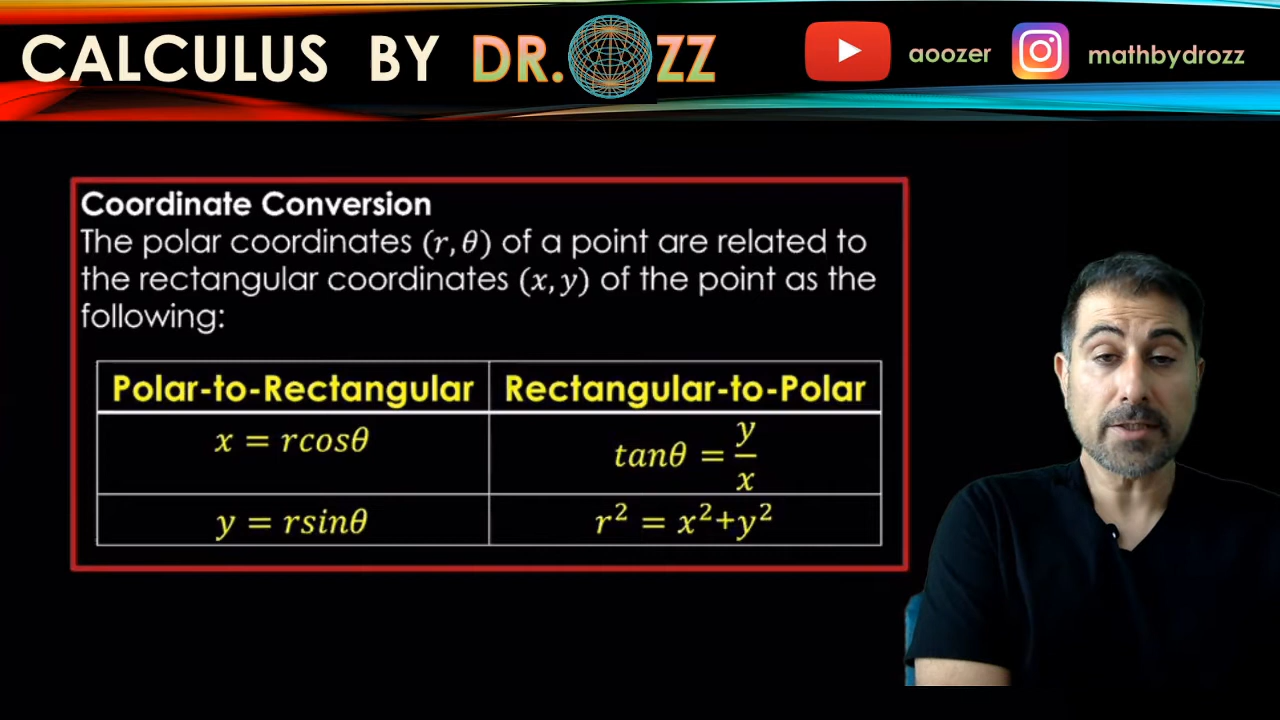 CALCULUS BY DR. ZZ
aoozer
mathbydrozz
Coordinate Conversion
The polar coordinates (r, θ) of a point are related to
the rectangular coordinates (x, y) of the point as the
following:
Polar-to-Rectangular Rectangular-to-Polar
x = rcosθ tanθ = y/x
y = rsinθ r² = x²+y²